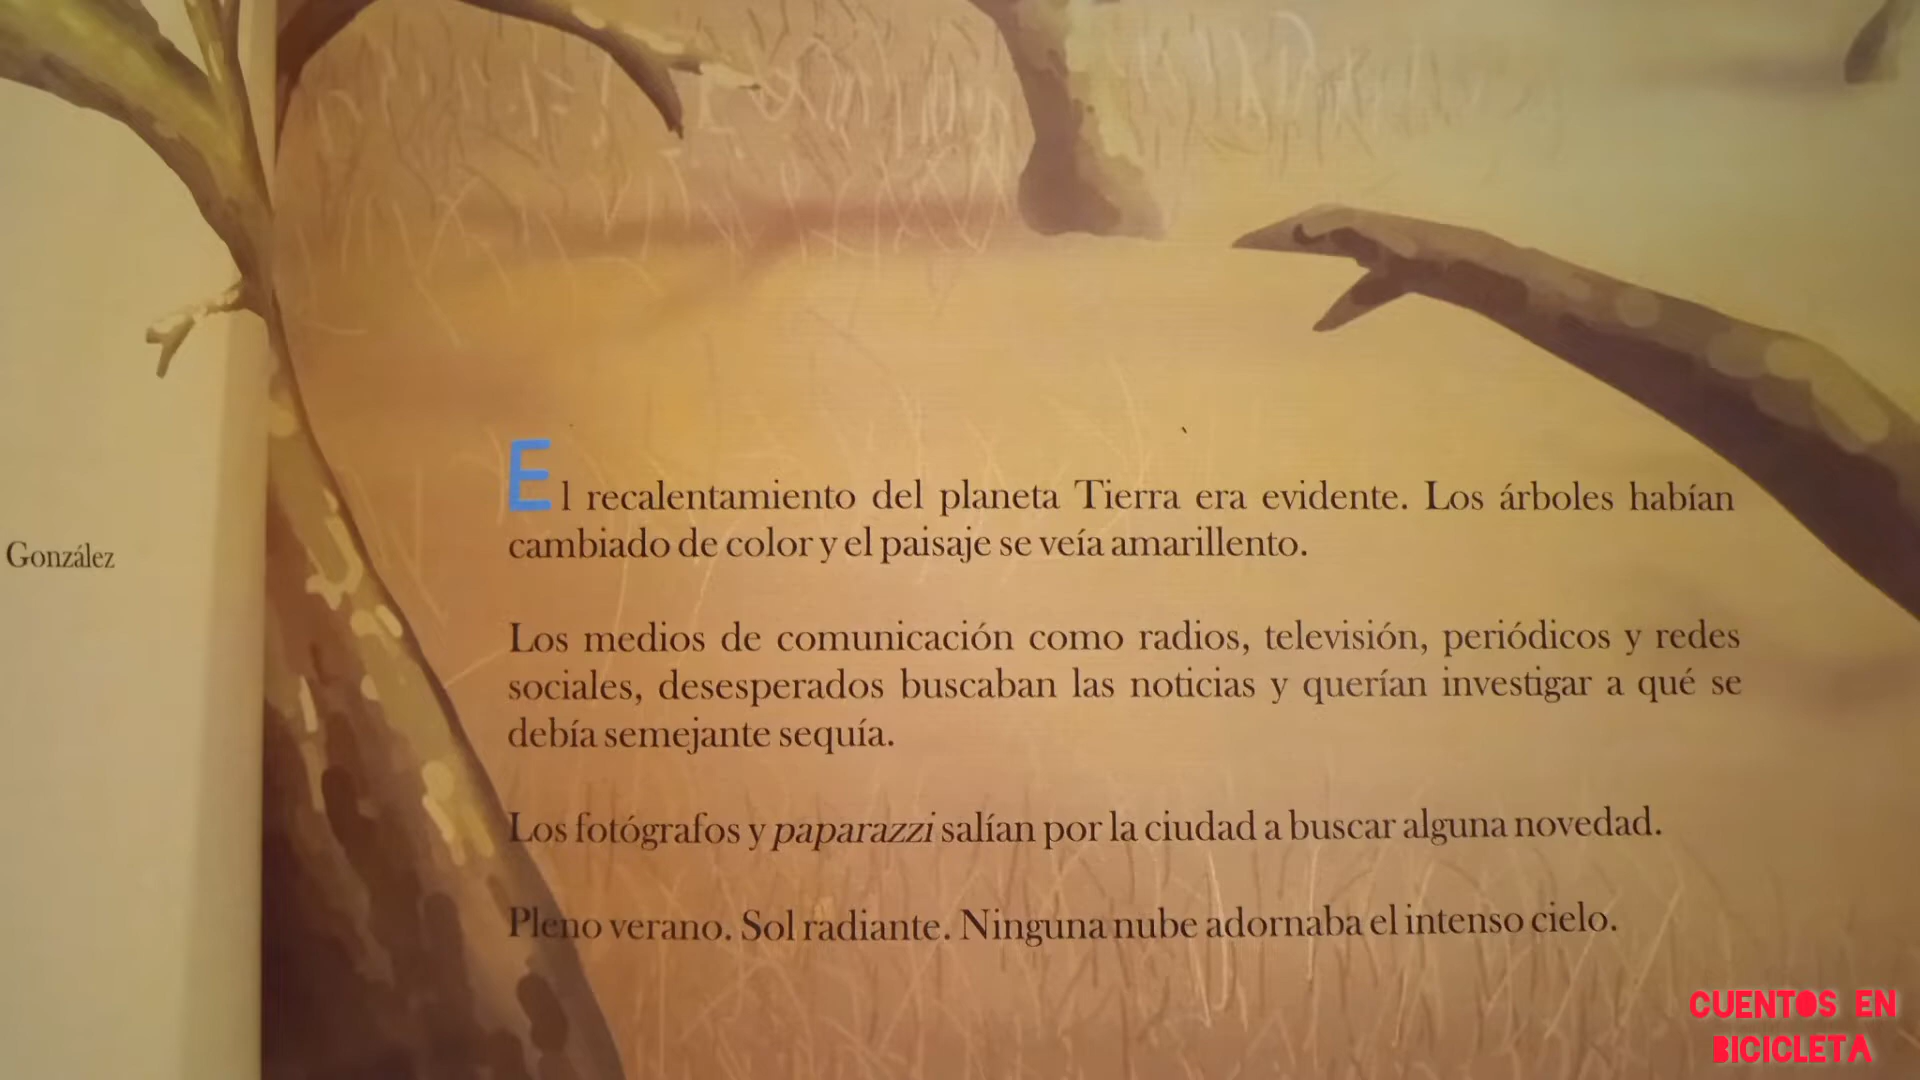 González
El recalentamiento del planeta Tierra era evidente. Los árboles habían
cambiado de color y el paisaje se veía amarillento.
Los medios de comunicación como radios, televisión, periódicos y redes
sociales, desesperados buscaban las noticias y querían investigar a qué se
debía semejante sequía.
Los fotógrafos y paparazzi salían por la ciudad a buscar alguna novedad.
Pleno verano. Sol radiante. Ninguna nube adornaba el intenso cielo.
CUENTOS EN
BICICLETA